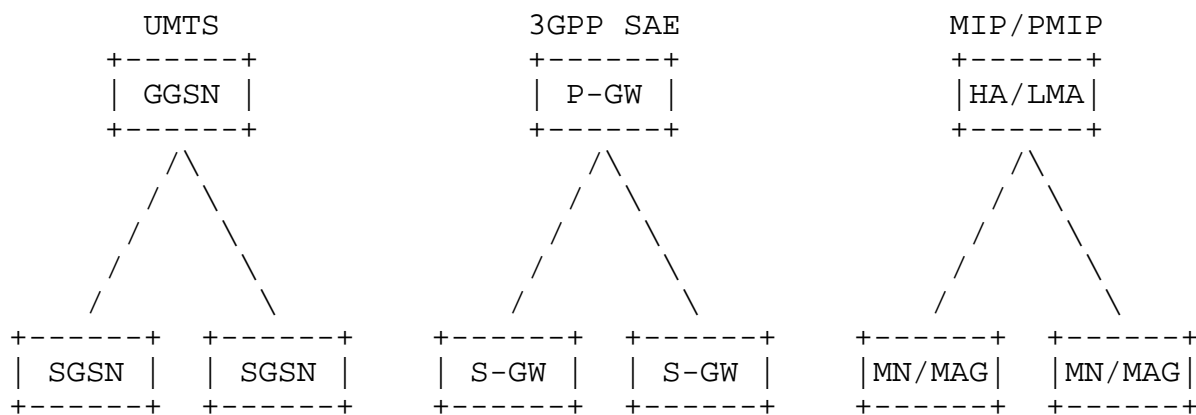 UMTS 3GPP SAE MIP/PMIP
GGSN P-GW HA/LMA
SGSN SGSN S-GW S-GW MN/MAG MN/MAG